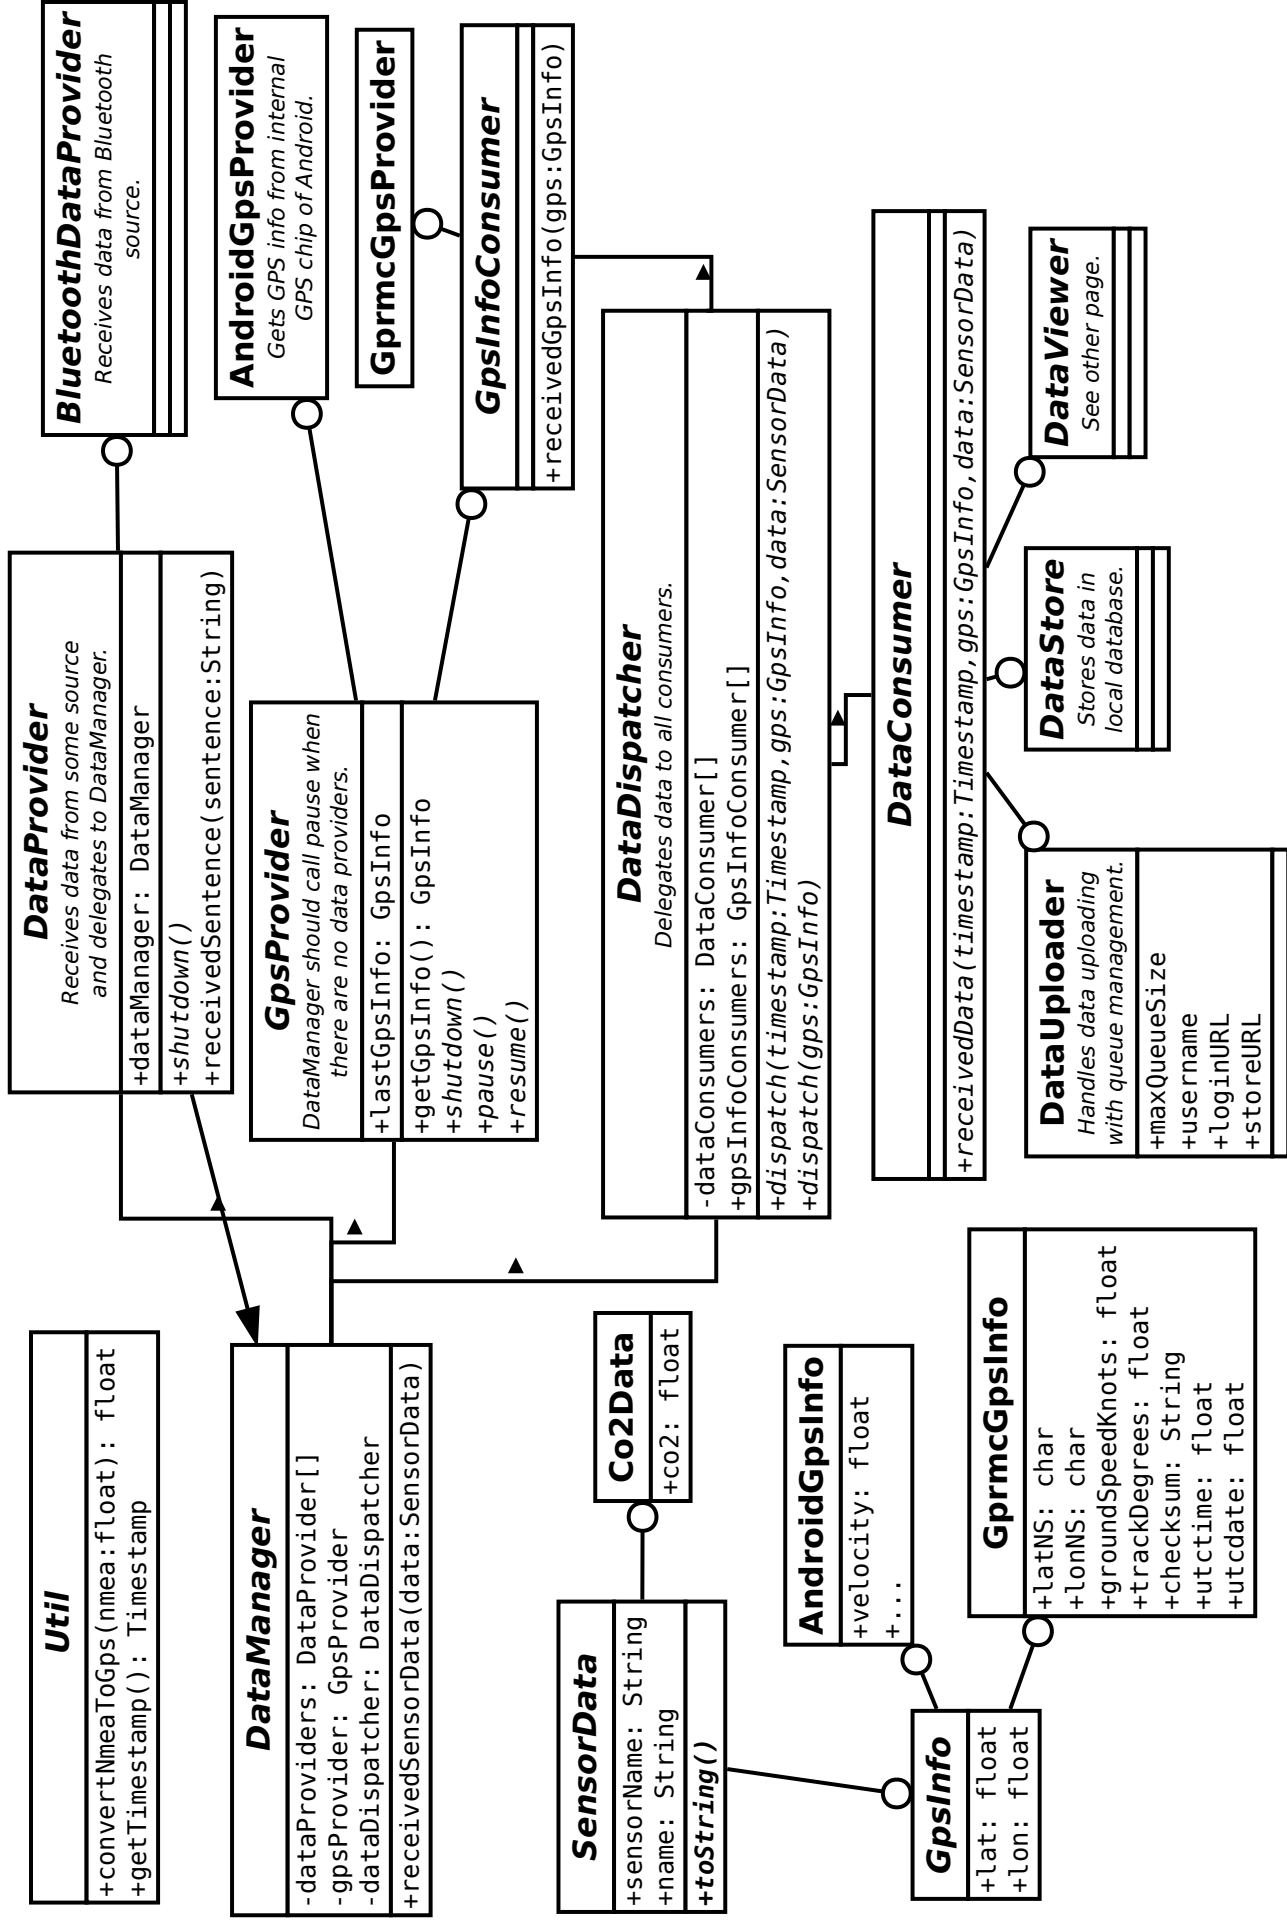 Util
+convertNmeaToGps(nmea:float): float
+getTimestamp(): Timestamp
DataProvider
Receives data from some source
and delegates to DataManager.
+dataManager: DataManager
+shutdown()
+receivedSentence(sentence:String)
BluetoothDataProvider
Receives data from Bluetooth
source.
DataManager
-dataProviders: DataProvider[]
-gpsProvider: GpsProvider
-dataDispatcher: DataDispatcher
+receivedSensorData(data:SensorData)
GpsProvider
DataManager should call pause when
there are no data providers.
+lastGpsInfo: GpsInfo
+getGpsInfo(): GpsInfo
+shutdown()
+pause()
+resume()
AndroidGpsProvider
Gets GPS info from internal
GPS chip of Android.
GprmcGpsProvider
GpsInfoConsumer
+receivedGpsInfo(gps:GpsInfo)
SensorData
+sensorName: String
+name: String
+toString()
Co2Data
+co2: float
DataDispatcher
Delegates data to all consumers.
-dataConsumers: DataConsumer[]
+gpsInfoConsumers: GpsInfoConsumer[]
+dispatch(timestamp:Timestamp,gps:GpsInfo,data:SensorData)
+dispatch(gps:GpsInfo)
AndroidGpsInfo
+velocity: float
+...
DataConsumer
+receivedData(timestamp:Timestamp,gps:GpsInfo,data:SensorData)
GpsInfo
+lat: float
+lon: float
GprmcGpsInfo
+latNS: char
+lonNS: char
+groundSpeedKnots: float
+trackDegrees: float
+checksum: String
+utctime: float
+utcdate: float
DataUploader
Handles data uploading
with queue management.
+maxQueueSize
+username
+loginURL
+storeURL
DataStore
Stores data in
local database.
DataViewer
See other page.